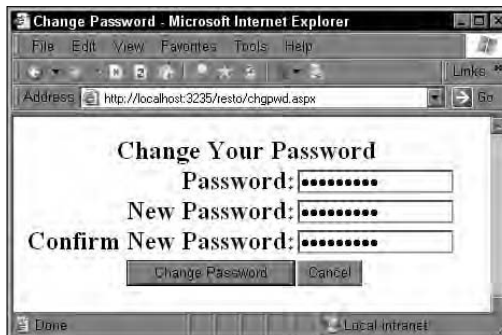 Change Password - Microsoft Internet Explorer
File Edit View Favorites Tools Help
Links »
Address http://localhost:3235/resto/chgpwd.aspx Go
Change Your Password
Password: •••••••••
New Password: •••••••••
Confirm New Password: •••••••••
Change Password Cancel
Done Local intranet